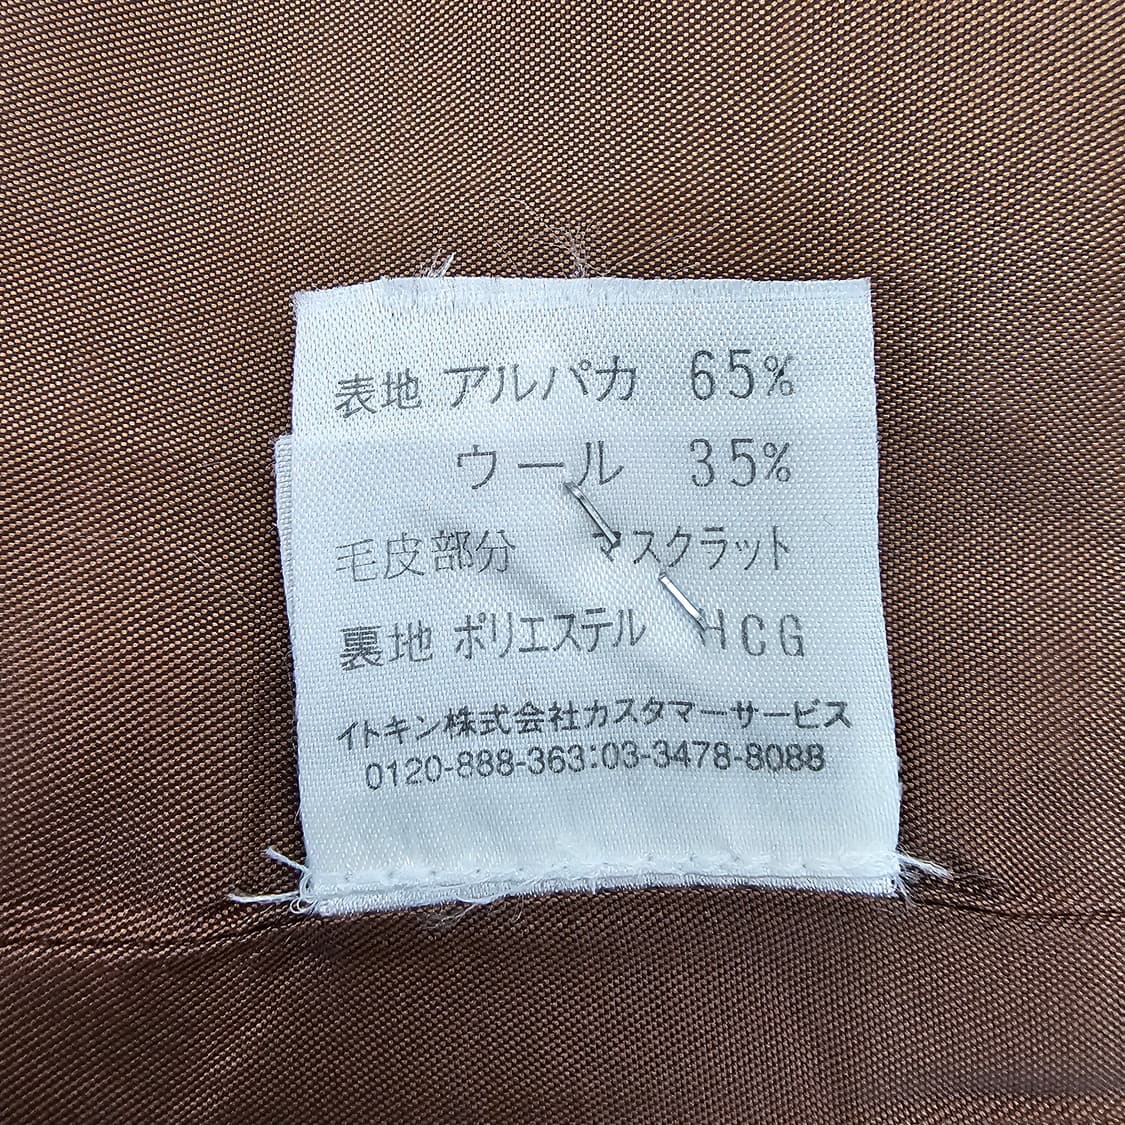 表地 アルパカ 65%
ウール 35%
毛皮部分 マスクラット
裏地 ポリエステル HCG
イトキン株式会社カスタマーサービス
0120-888-363:03-3478-8088